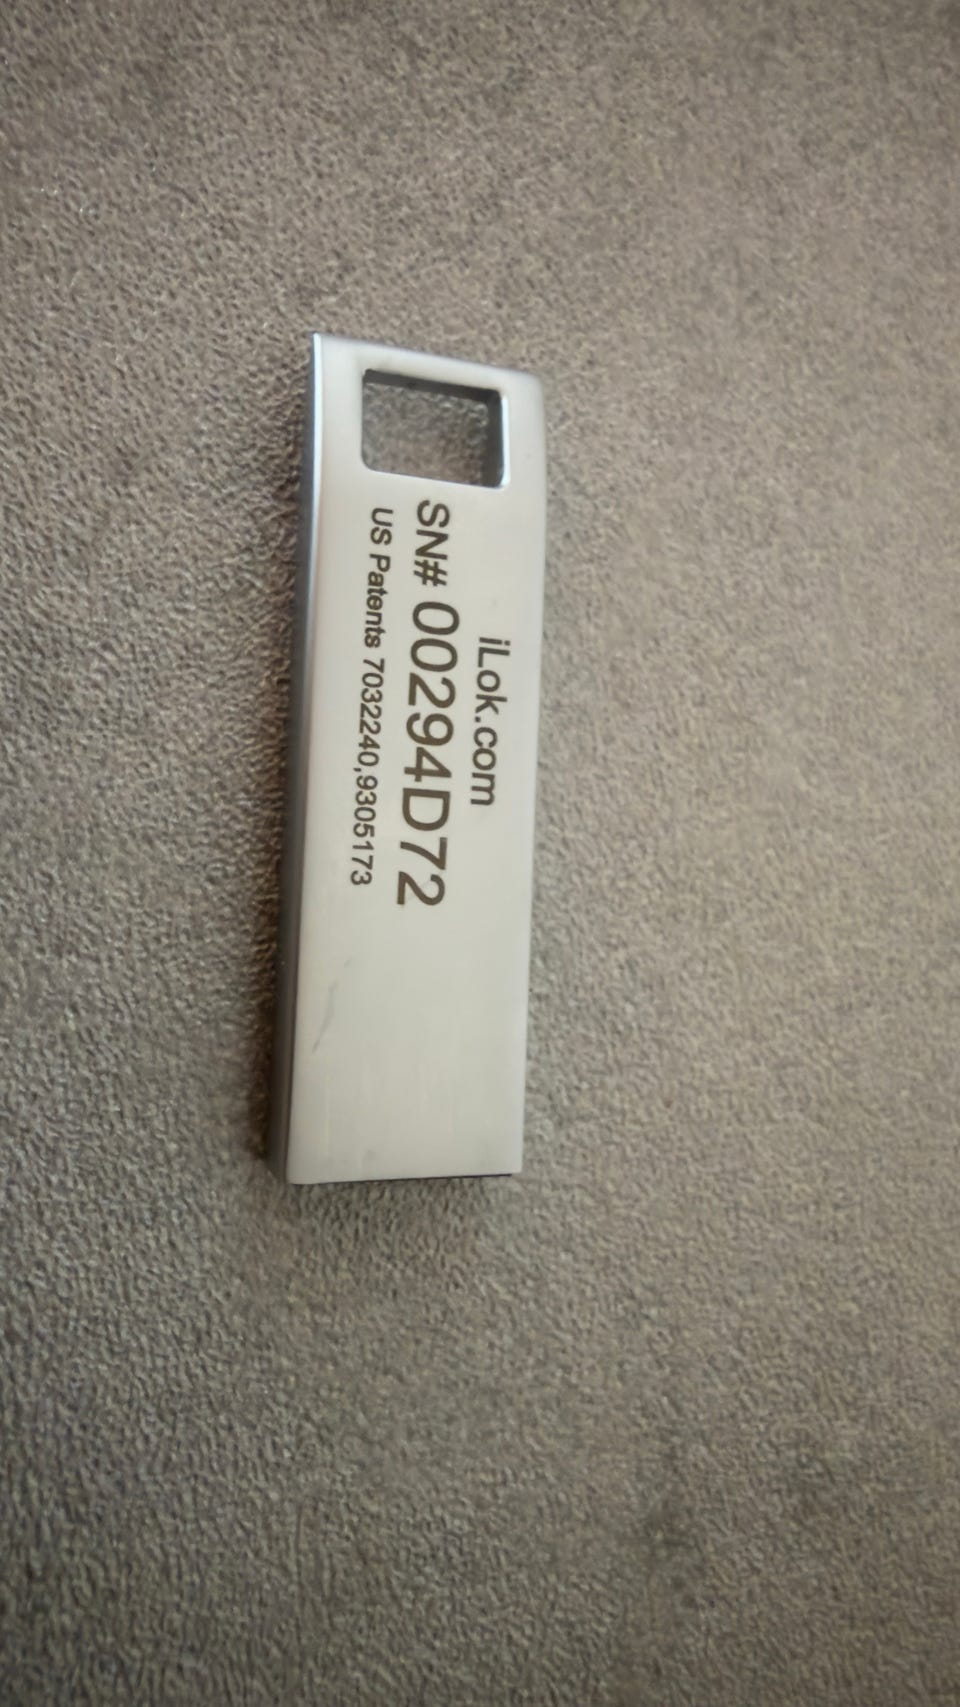 iLok.com
SN# 00294D72
US Patents 7032240,9305173